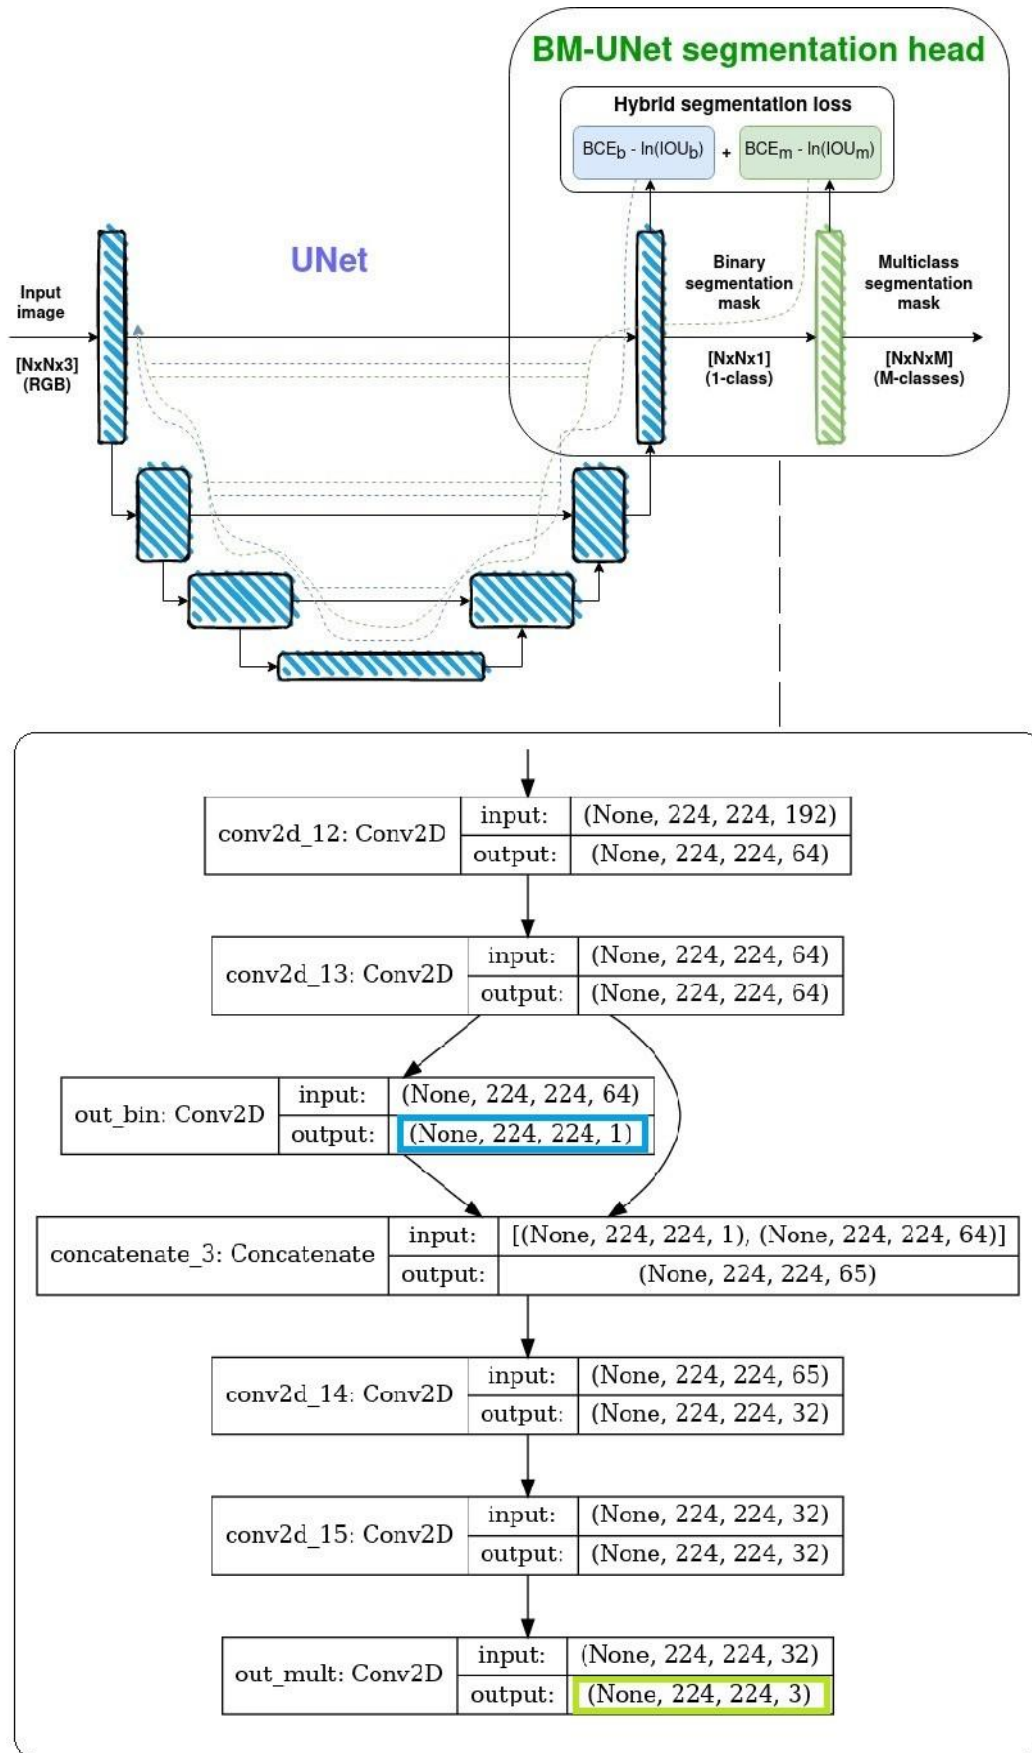 BM-UNet segmentation head
Hybrid segmentation loss
BCEb - ln(IOUb)
+
BCEm - ln(IOUm)
UNet
Input
image
[NxNx3]
(RGB)
Binary
segmentation
mask
[NxNx1]
(1-class)
Multiclass
segmentation
mask
[NxNxM]
(M-classes)
conv2d_12: Conv2D
input:
(None, 224, 224, 192)
output:
(None, 224, 224, 64)
conv2d_13: Conv2D
input:
(None, 224, 224, 64)
output:
(None, 224, 224, 64)
out_bin: Conv2D
input:
(None, 224, 224, 64)
output:
(None, 224, 224, 1)
concatenate_3: Concatenate
input:
[(None, 224, 224, 1), (None, 224, 224, 64)]
output:
(None, 224, 224, 65)
conv2d_14: Conv2D
input:
(None, 224, 224, 65)
output:
(None, 224, 224, 32)
conv2d_15: Conv2D
input:
(None, 224, 224, 32)
output:
(None, 224, 224, 32)
out_mult: Conv2D
input:
(None, 224, 224, 32)
output:
(None, 224, 224, 3)